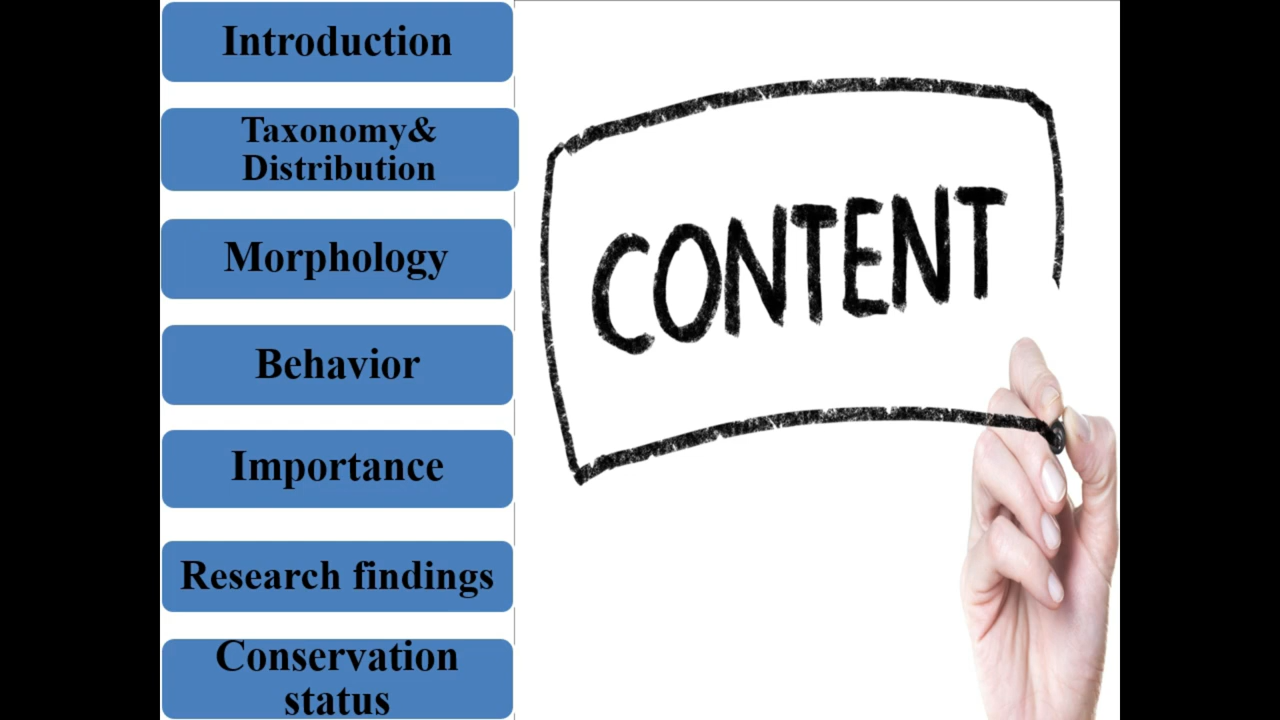 Introduction
Taxonomy&
Distribution
Morphology
Behavior
Importance
Research findings
Conservation
status
CONTENT